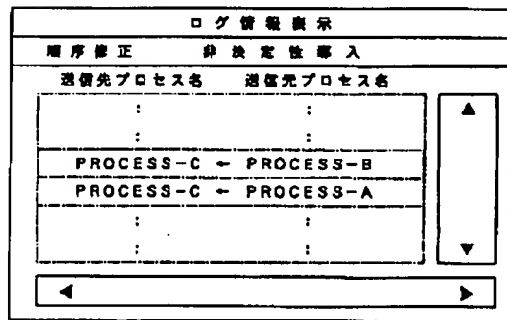 ログ情報表示
順序修正 非決定性導入
送信先プロセス名 送信元プロセス名
: :
: :
PROCESS-C ← PROCESS-B
PROCESS-C ← PROCESS-A
: :
: :